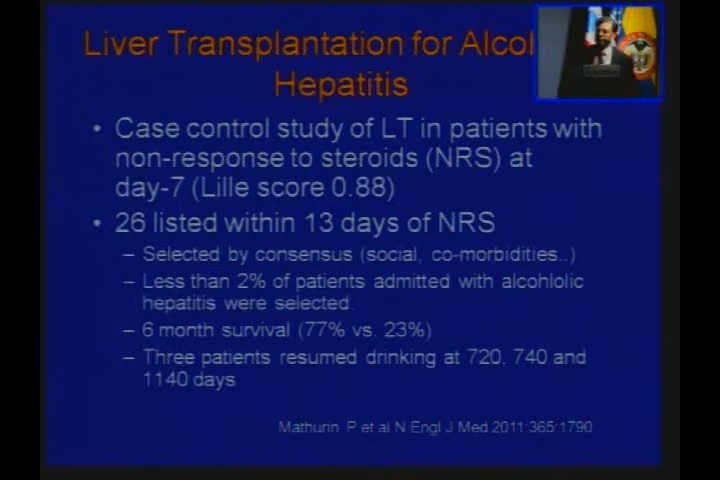 Liver Transplantation for Alcol
Hepatitis
• Case control study of LT in patients with
non-response to steroids (NRS) at
day-7 (Lille score 0.88)
• 26 listed within 13 days of NRS
– Selected by consensus (social, co-morbidities..)
– Less than 2% of patients admitted with alcohlolic
hepatitis were selected.
– 6 month survival (77% vs. 23%)
– Three patients resumed drinking at 720, 740 and
1140 days
Mathurin P et al N Engl J Med 2011:365:1790